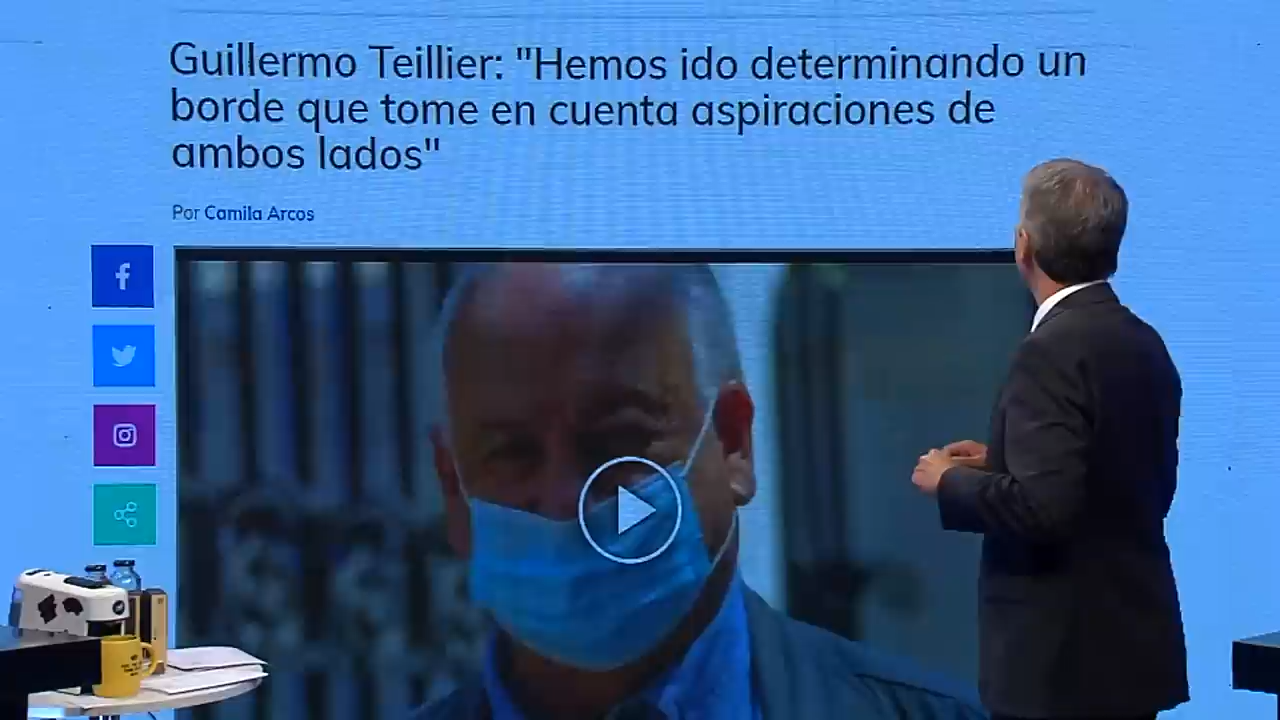 Guillermo Teillier: "Hemos ido determinando un
borde que tome en cuenta aspiraciones de
ambos lados"
Por Camila Arcos